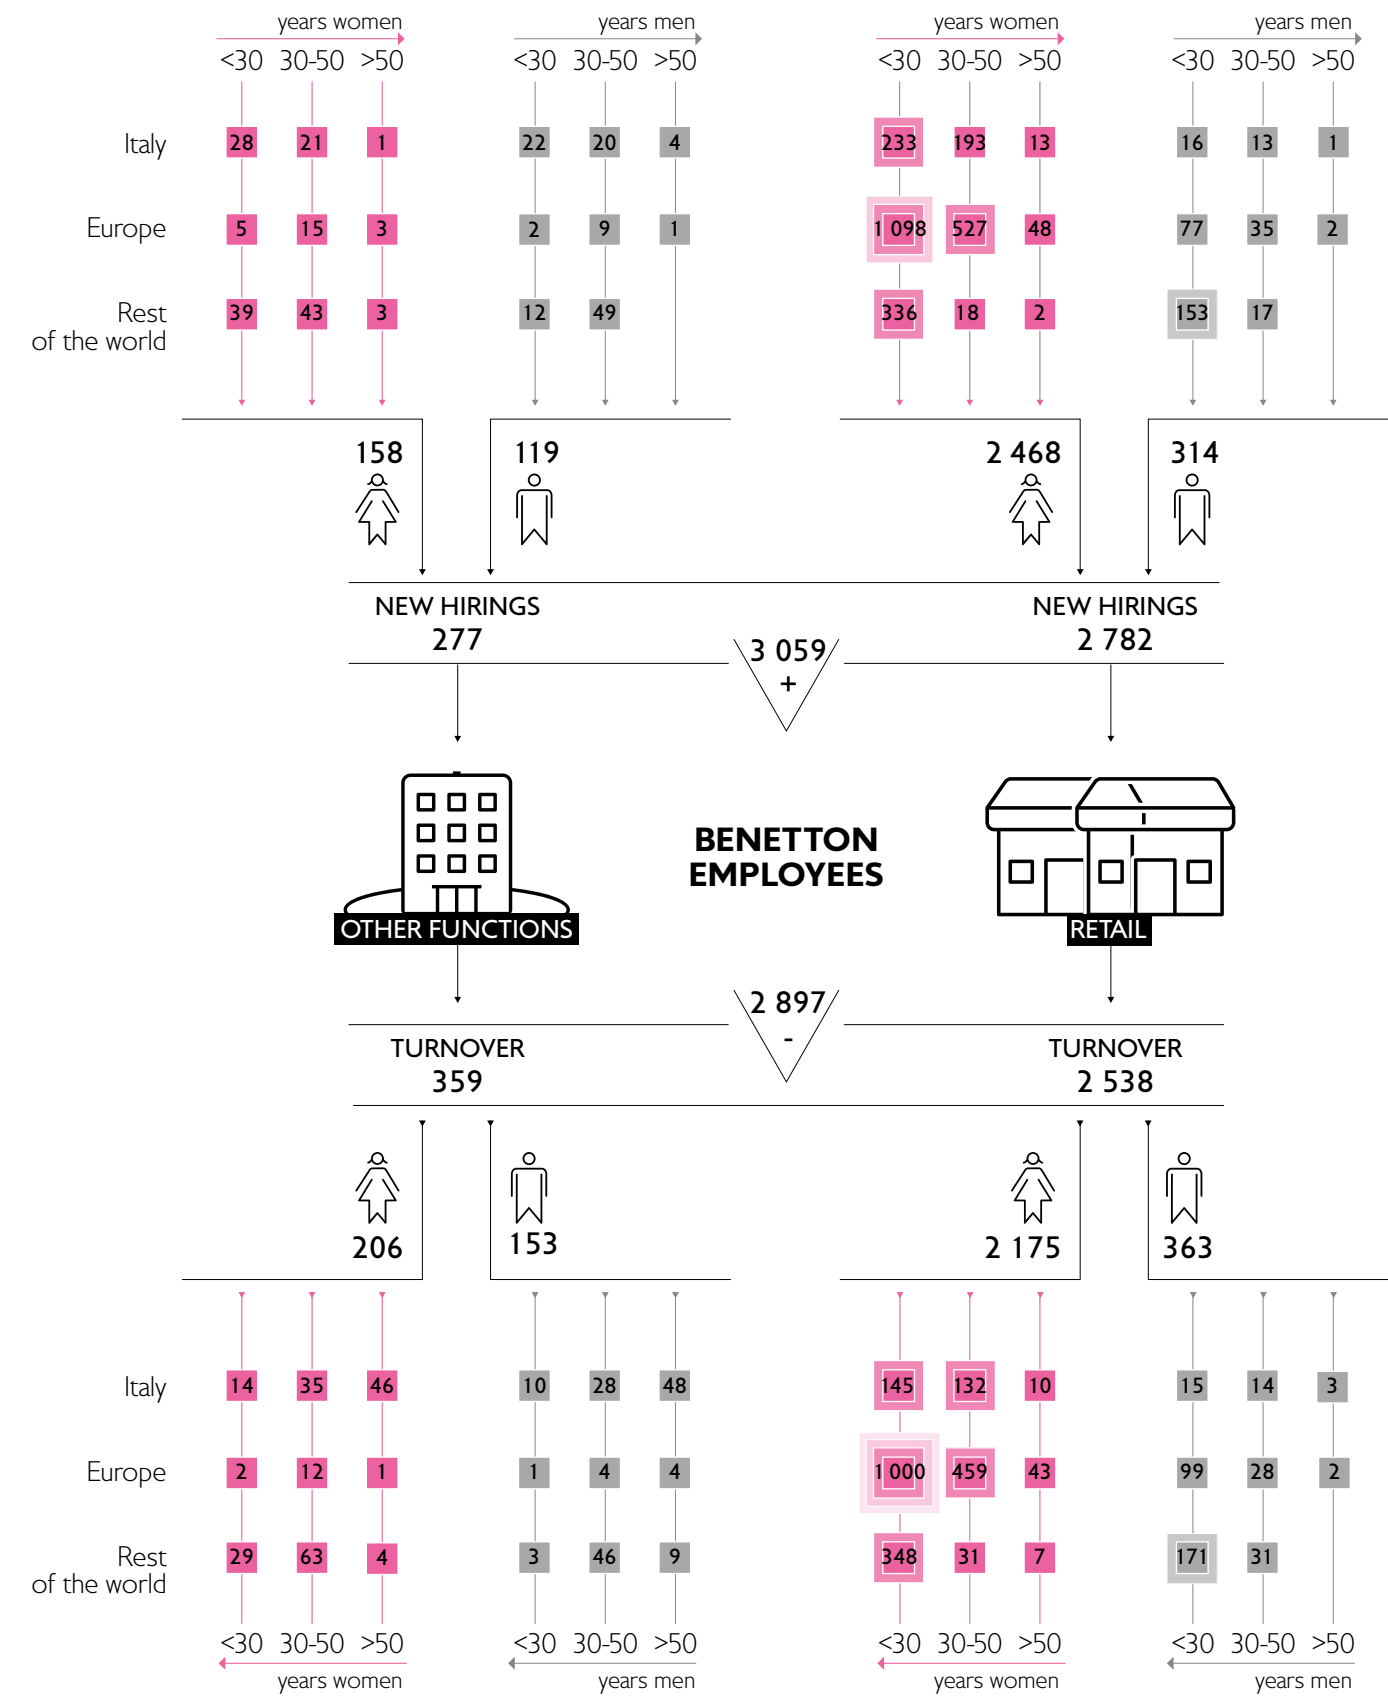 years women years men years women years men
<30 30-50 >50 <30 30-50 >50 <30 30-50 >50 <30 30-50 >50
Italy 28 21 1 22 20 4 233 193 13 16 13 1
Europe 5 15 3 2 9 1 1 098 527 48 77 35 2
Rest
of the world 39 43 3 12 49 336 18 2 153 17
158 119 2 468 314
NEW HIRINGS NEW HIRINGS
277 2 782
3 059
+
BENETTON
EMPLOYEES
OTHER FUNCTIONS RETAIL
2 897
-
TURNOVER TURNOVER
359 2 538
206 153 2 175 363
Italy 14 35 46 10 28 48 145 132 10 15 14 3
Europe 2 12 1 1 4 4 1 000 459 43 99 28 2
Rest
of the world 29 63 4 3 46 9 348 31 7 171 31
<30 30-50 >50 <30 30-50 >50 <30 30-50 >50 <30 30-50 >50
years women years men years women years men